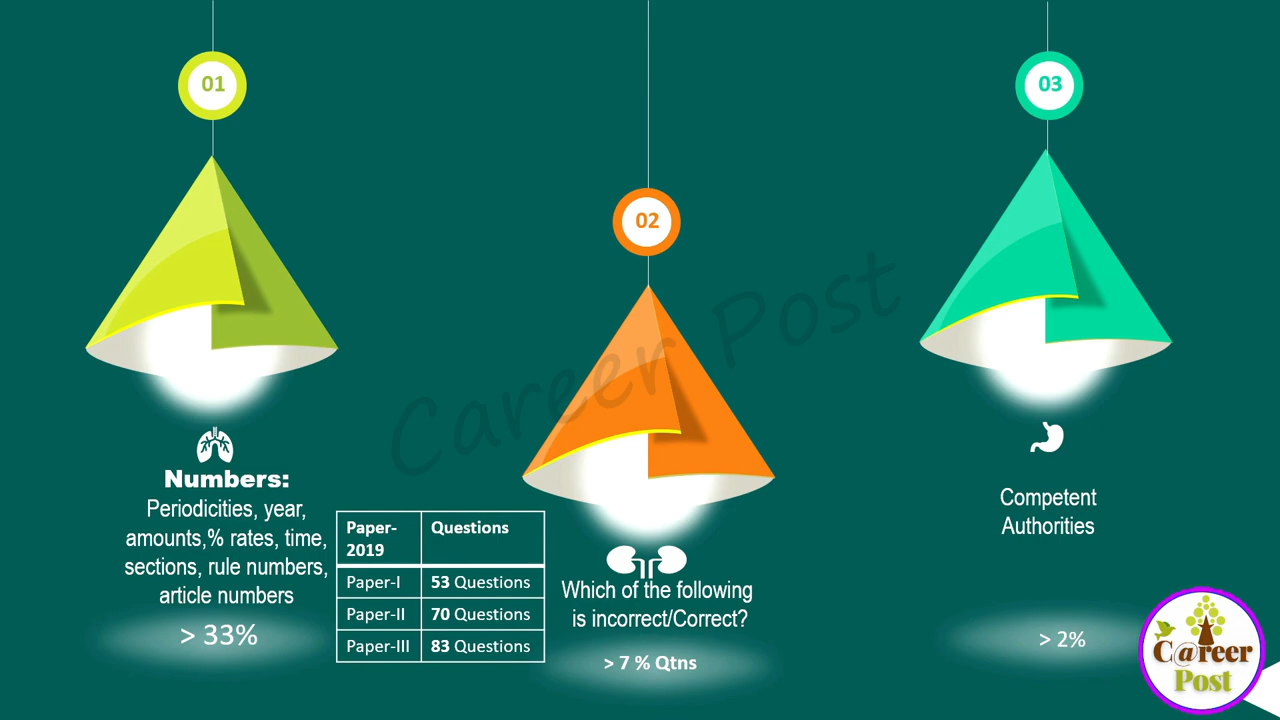 01
Numbers:
Periodicities, year,
amounts,% rates, time,
sections, rule numbers,
article numbers
> 33%
Paper-
2019
Questions
Paper-I
53 Questions
Paper-II
70 Questions
Paper-III
83 Questions
02
Which of the following
is incorrect/Correct?
> 7 % Qtns
03
Competent
Authorities
> 2%
Career Post
C@reer
Post